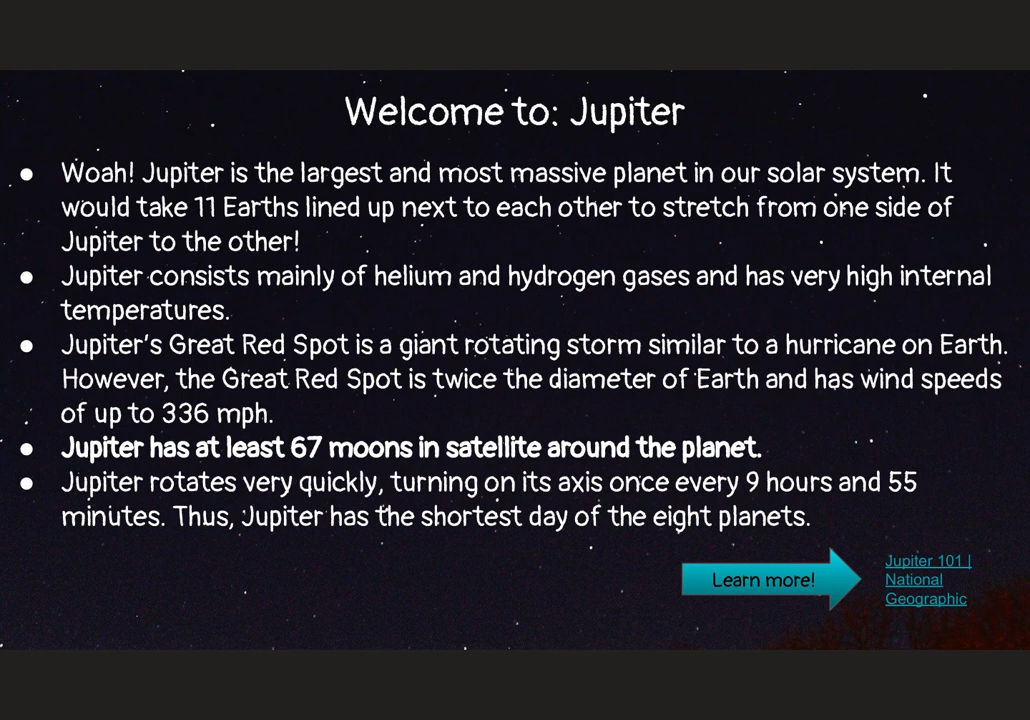 Welcome to: Jupiter
● Woah! Jupiter is the largest and most massive planet in our solar system. It
would take 11 Earths lined up next to each other to stretch from one side of
Jupiter to the other!
● Jupiter consists mainly of helium and hydrogen gases and has very high internal
temperatures.
● Jupiter's Great Red Spot is a giant rotating storm similar to a hurricane on Earth.
However, the Great Red Spot is twice the diameter of Earth and has wind speeds
of up to 336 mph.
● Jupiter has at least 67 moons in satellite around the planet.
● Jupiter rotates very quickly, turning on its axis once every 9 hours and 55
minutes. Thus, Jupiter has the shortest day of the eight planets.
Learn more!
Jupiter 101 |
National
Geographic